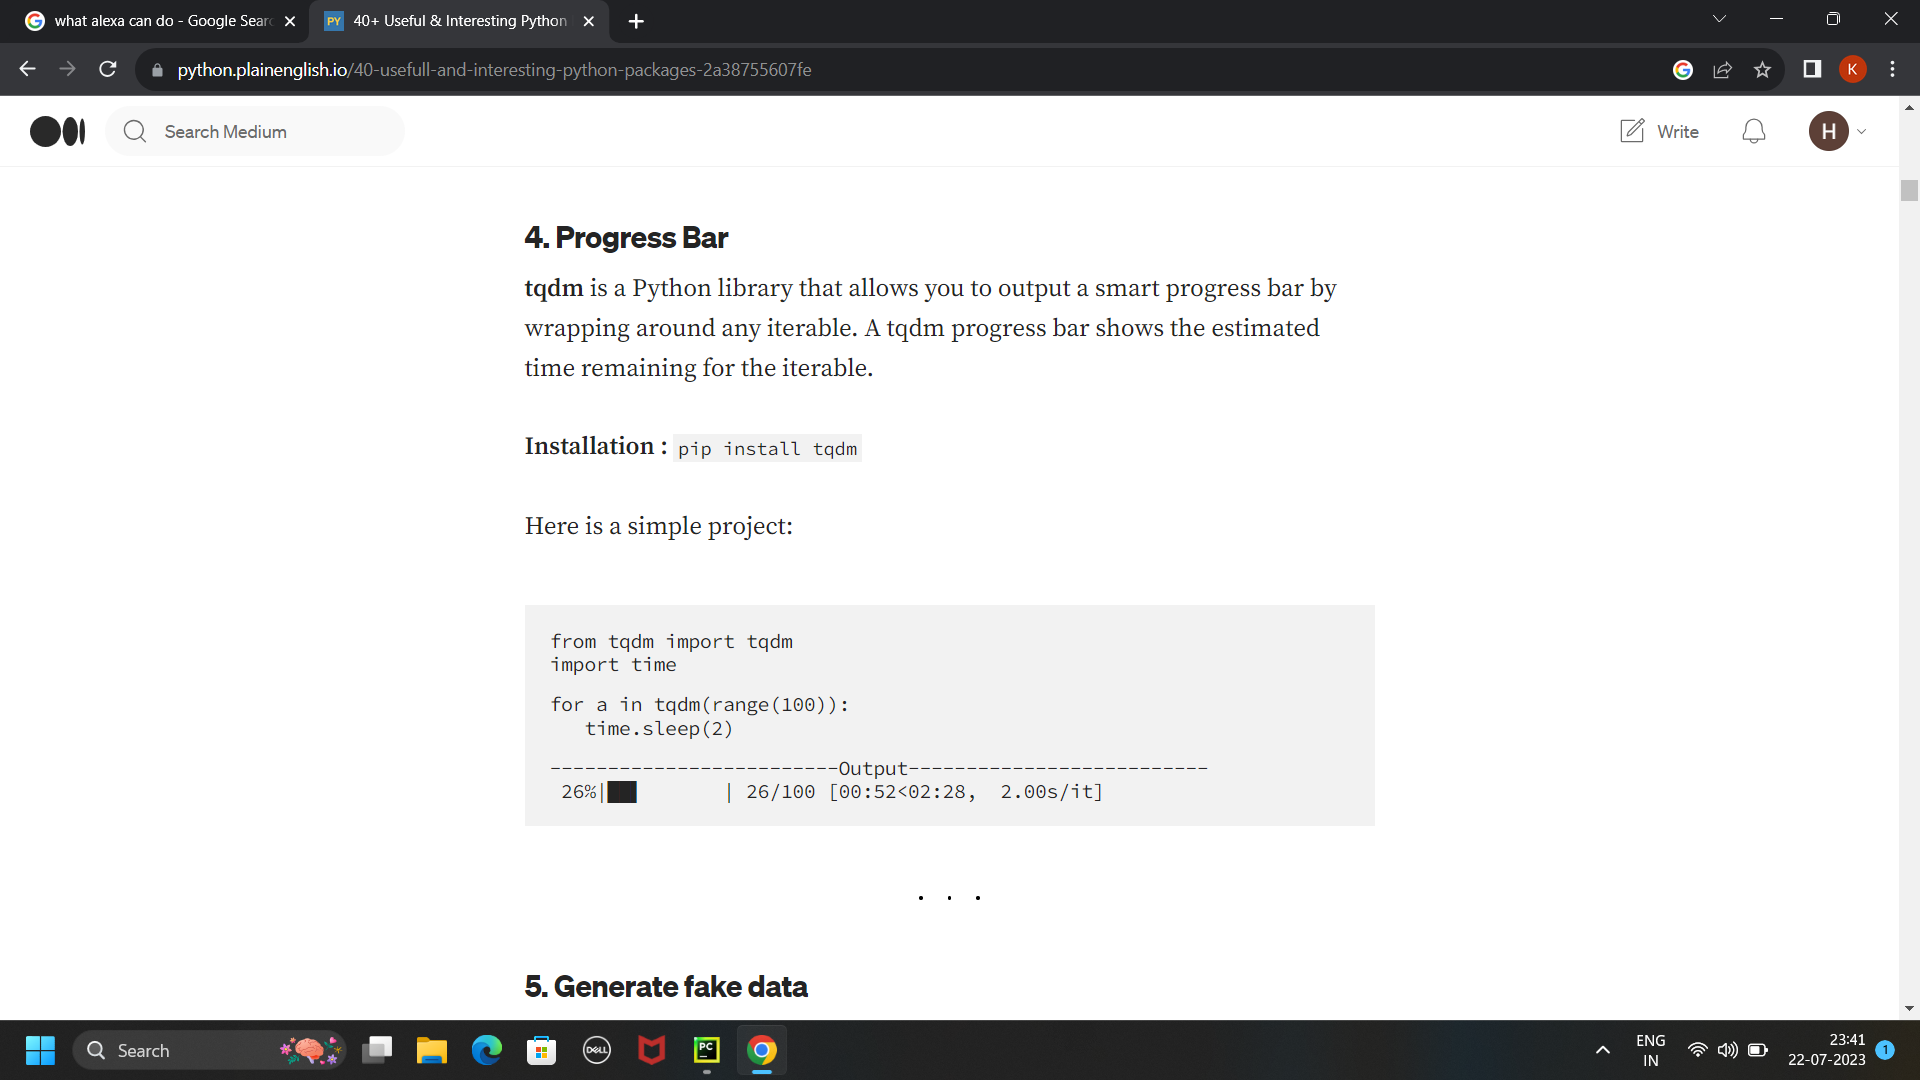 what alexa can do - Google Sear
PY 40+ Useful & Interesting Python
python.plainenglish.io/40-usefull-and-interesting-python-packages-2a38755607fe
K
Search Medium
Write
H
4. Progress Bar
tqdm is a Python library that allows you to output a smart progress bar by
wrapping around any iterable. A tqdm progress bar shows the estimated
time remaining for the iterable.
Installation : pip install tqdm
Here is a simple project:
from tqdm import tqdm
import time
for a in tqdm(range(100)):
   time.sleep(2)
-------------------------Output--------------------------
 26%|███        | 26/100 [00:52<02:28,  2.00s/it]
. . .
5. Generate fake data
Search
DELL
PC
ENG
IN
23:41
22-07-2023
1